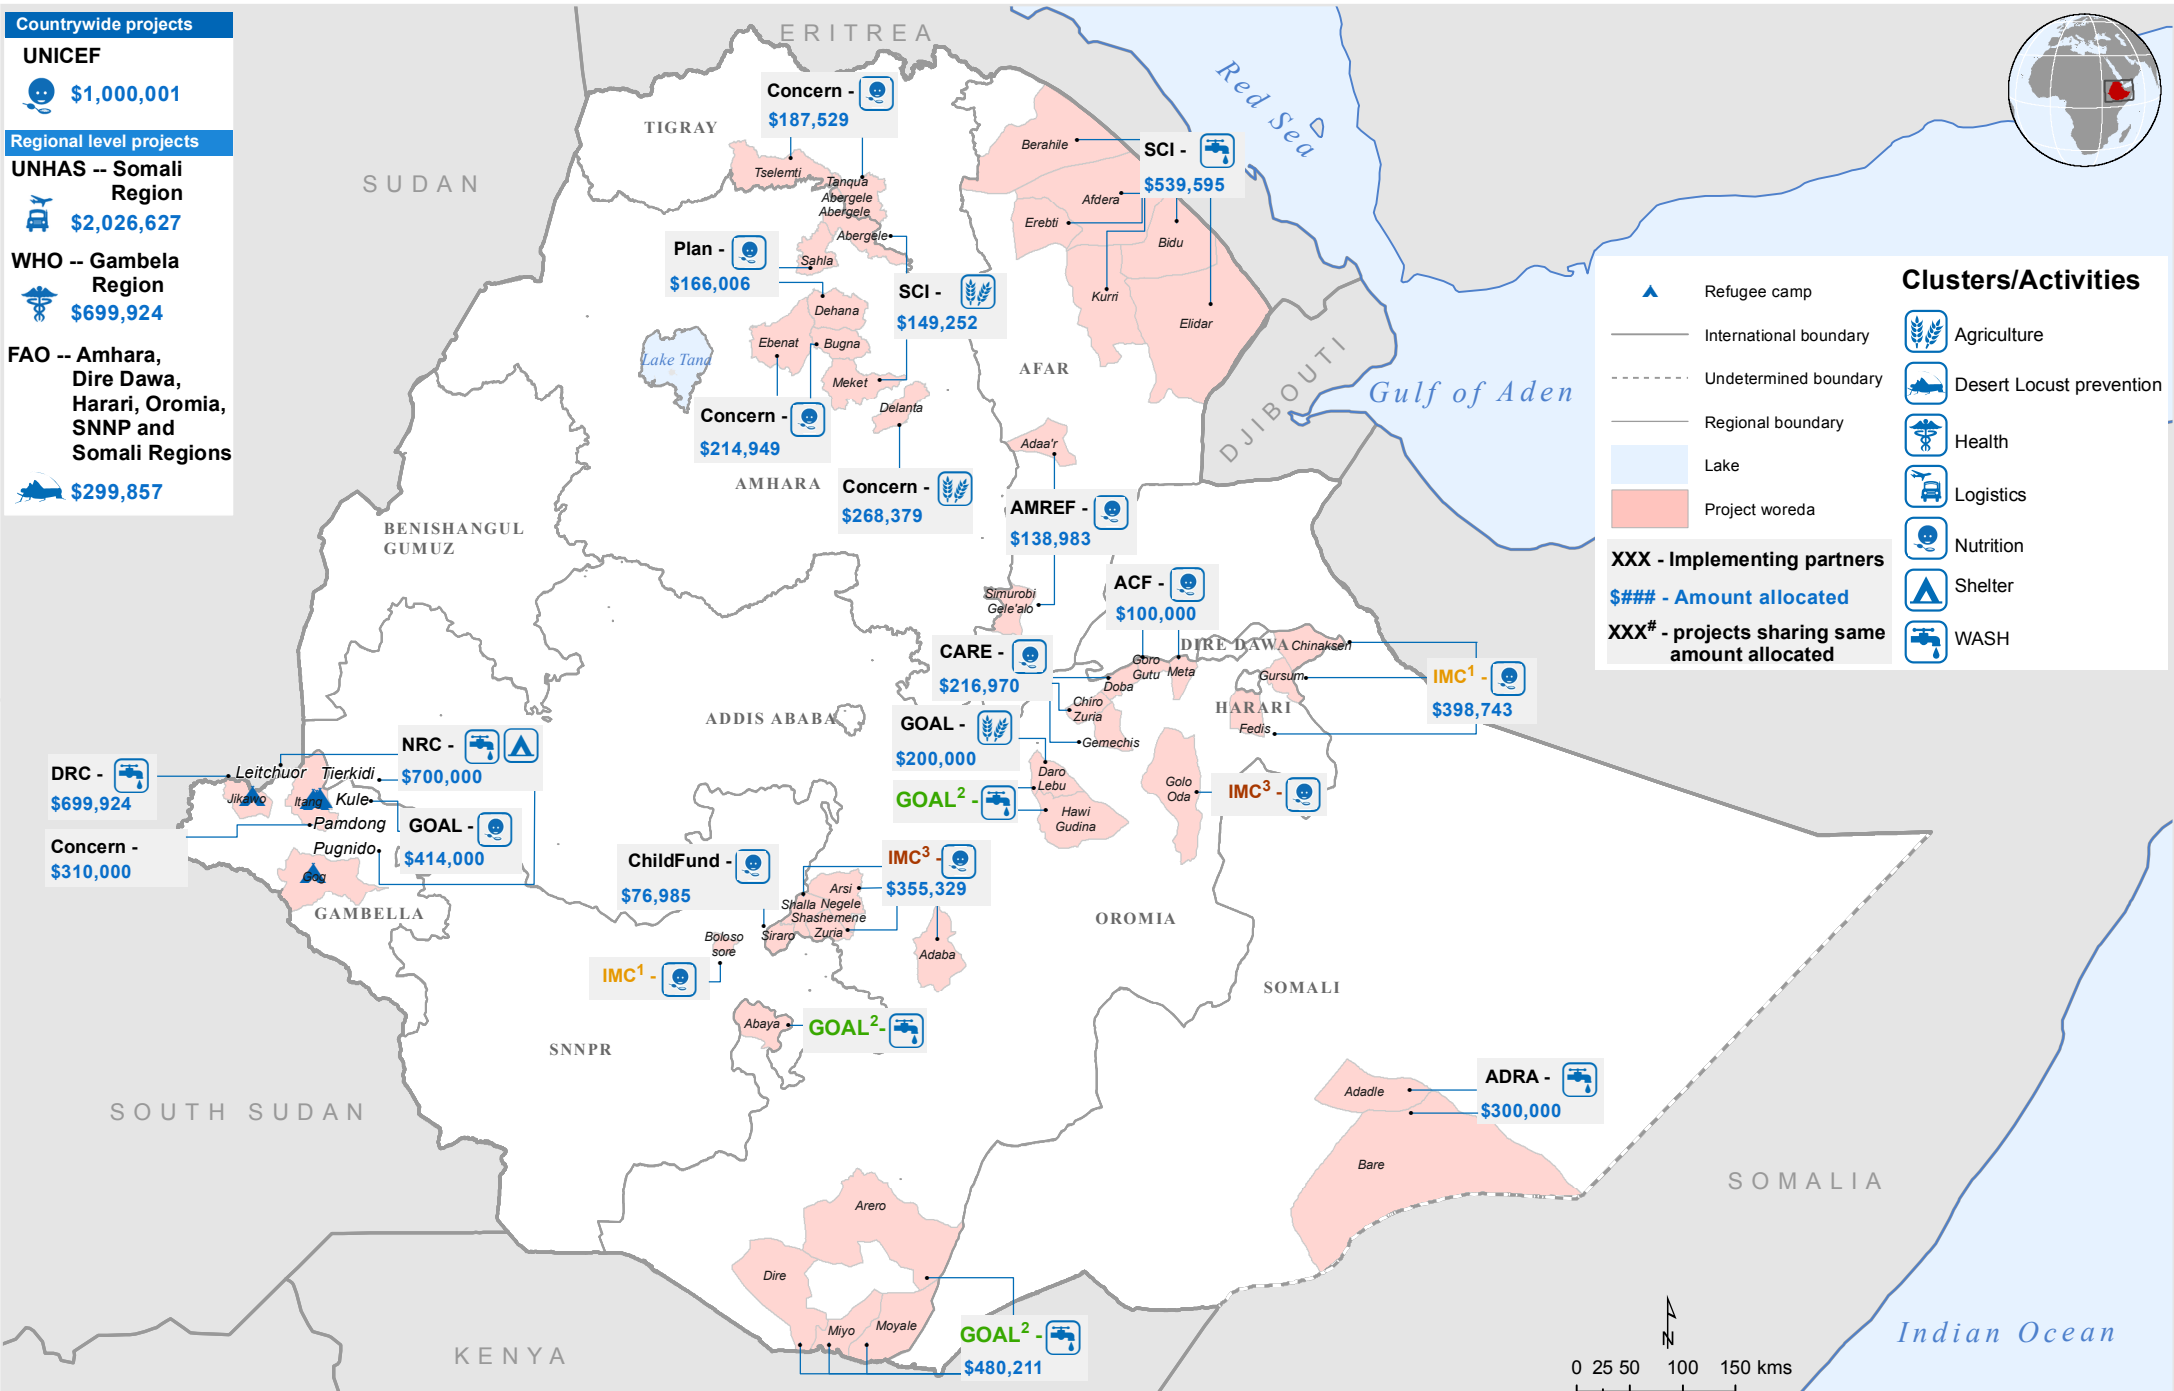 Countrywide projects
UNICEF
$1,000,001
Regional level projects
UNHAS -- Somali
Region
$2,026,627
WHO -- Gambela
Region
$699,924
FAO -- Amhara,
Dire Dawa,
Harari, Oromia,
SNNP and
Somali Regions
$299,857
ERITREA
SUDAN
Red Sea
Gulf of Aden
DJIBOUTI
SOUTH SUDAN
KENYA
SOMALIA
Indian Ocean
TIGRAY
AFAR
AMHARA
BENISHANGUL
GUMUZ
ADDIS ABABA
DIRE DAWA
HARARI
GAMBELLA
OROMIA
SOMALI
SNNPR
Lake Tana
Concern -
$187,529
Tselemti
Tanqua
Abergele
Abergele
Abergele
Plan -
$166,006
Sahla
Dehana
SCI -
$149,252
Ebenat
Bugna
Meket
Delanta
Concern -
$214,949
Concern -
$268,379
Berahile
SCI -
$539,595
Afdera
Erebti
Bidu
Kurri
Elidar
Adaa'r
AMREF -
$138,983
Simurobi
Gele'alo
ACF -
$100,000
Goro
Gutu
Meta
CARE -
$216,970
Doba
Chiro
Zuria
Gemechis
Chinaksen
Gursum
Fedis
IMC1 -
$398,743
GOAL -
$200,000
Daro
Lebu
GOAL2 -
Hawi
Gudina
Golo
Oda
IMC3 -
DRC -
$699,924
Leitchuor
Tierkidi
NRC -
$700,000
Jikawo
Itang
Kule
Pamdong
GOAL -
$414,000
Concern -
$310,000
Pugnido
Gog
ChildFund -
$76,985
IMC3 -
$355,329
Arsi
Negele
Shalla
Shashemene
Zuria
Siraro
Adaba
Boloso
sore
IMC1 -
Abaya
GOAL2-
ADRA -
$300,000
Adadle
Bare
Arero
Dire
Miyo
Moyale
GOAL2 -
$480,211
Refugee camp
International boundary
Undetermined boundary
Regional boundary
Lake
Project woreda
XXX - Implementing partners
$### - Amount allocated
XXX# - projects sharing same
amount allocated
Clusters/Activities
Agriculture
Desert Locust prevention
Health
Logistics
Nutrition
Shelter
WASH
N
0 25 50 100 150 kms